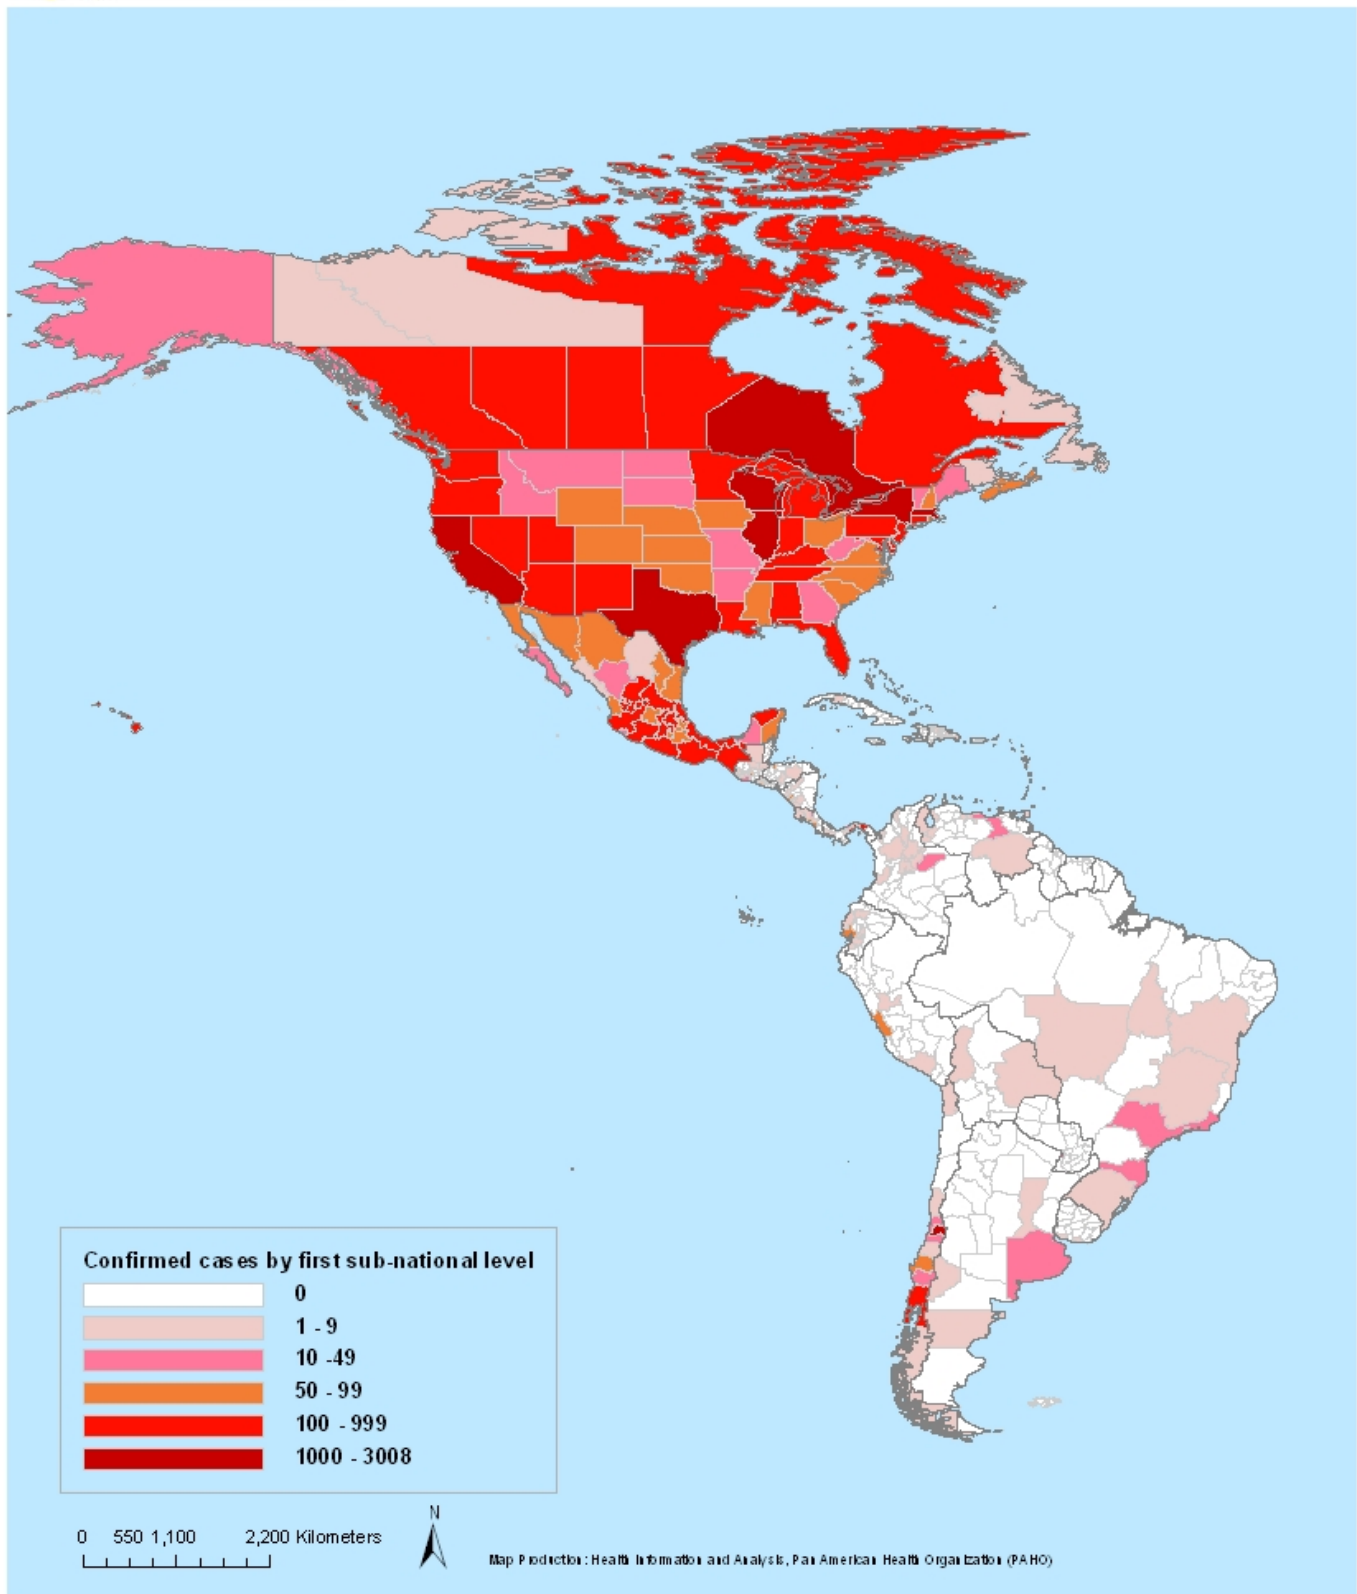 Confirmed cases by first sub-national level
0
1 - 9
10 -49
50 - 99
100 - 999
1000 - 3008
N
0 550 1,100 2,200 Kilometers
Map Production: Health Information and Analysis, Pan American Health Organization (PAHO)